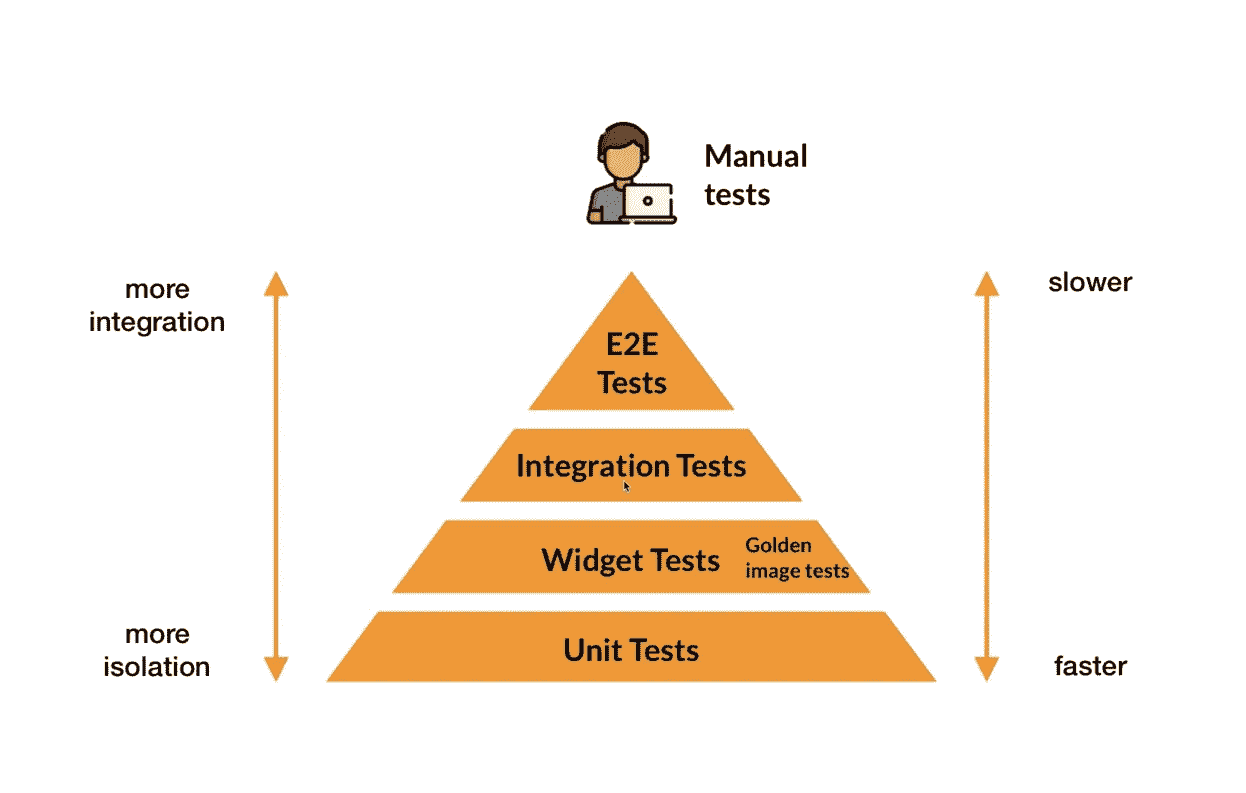 Manual
tests
more
integration
slower
E2E
Tests
Integration Tests
Widget Tests
Golden
image tests
more
isolation
Unit Tests
faster